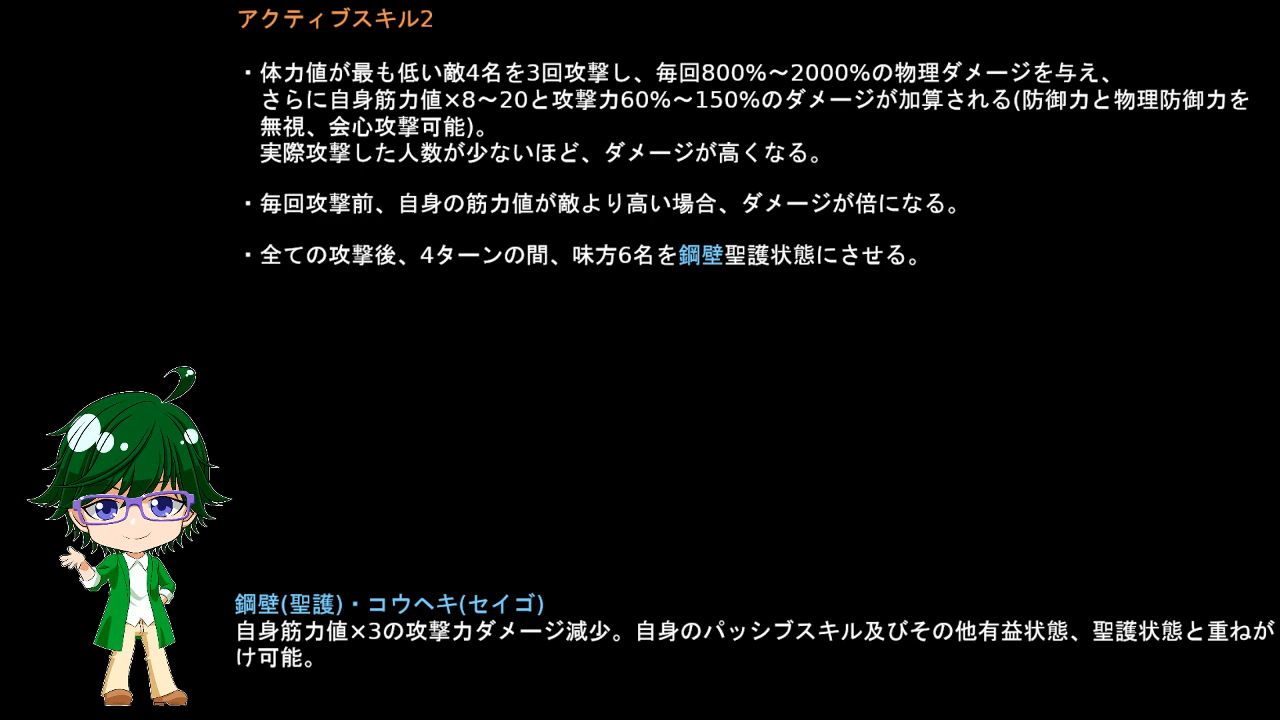 アクティブスキル2
・体力値が最も低い敵4名を3回攻撃し、毎回800%～2000%の物理ダメージを与え、
さらに自身筋力値×8～20と攻撃力60%～150%のダメージが加算される(防御力と物理防御力を
無視、会心攻撃可能)。
実際攻撃した人数が少ないほど、ダメージが高くなる。
・毎回攻撃前、自身の筋力値が敵より高い場合、ダメージが倍になる。
・全ての攻撃後、4ターンの間、味方6名を鋼壁聖護状態にさせる。
鋼壁(聖護)・コウヘキ(セイゴ)
自身筋力値×3の攻撃力ダメージ減少。自身のパッシブスキル及びその他有益状態、聖護状態と重ねが
け可能。